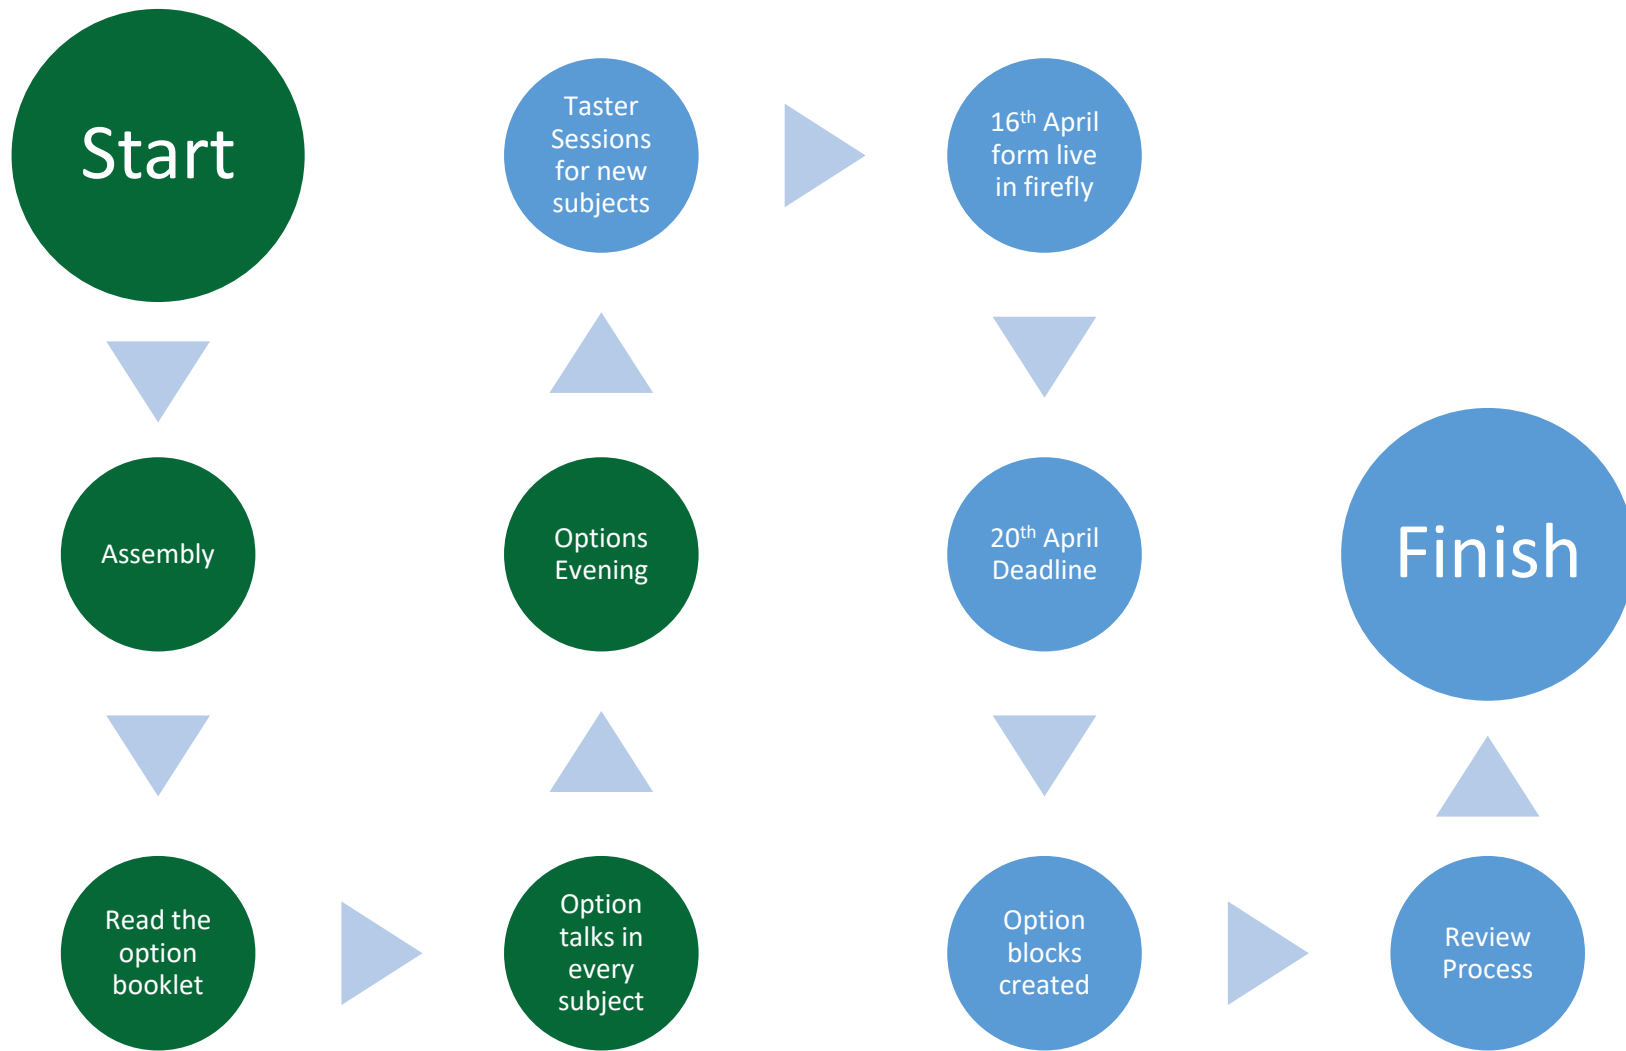 Start
Assembly
Read the
option
booklet
Option
talks in
every
subject
Options
Evening
Taster
Sessions
for new
subjects
16th April
form live
in firefly
20th April
Deadline
Option
blocks
created
Review
Process
Finish